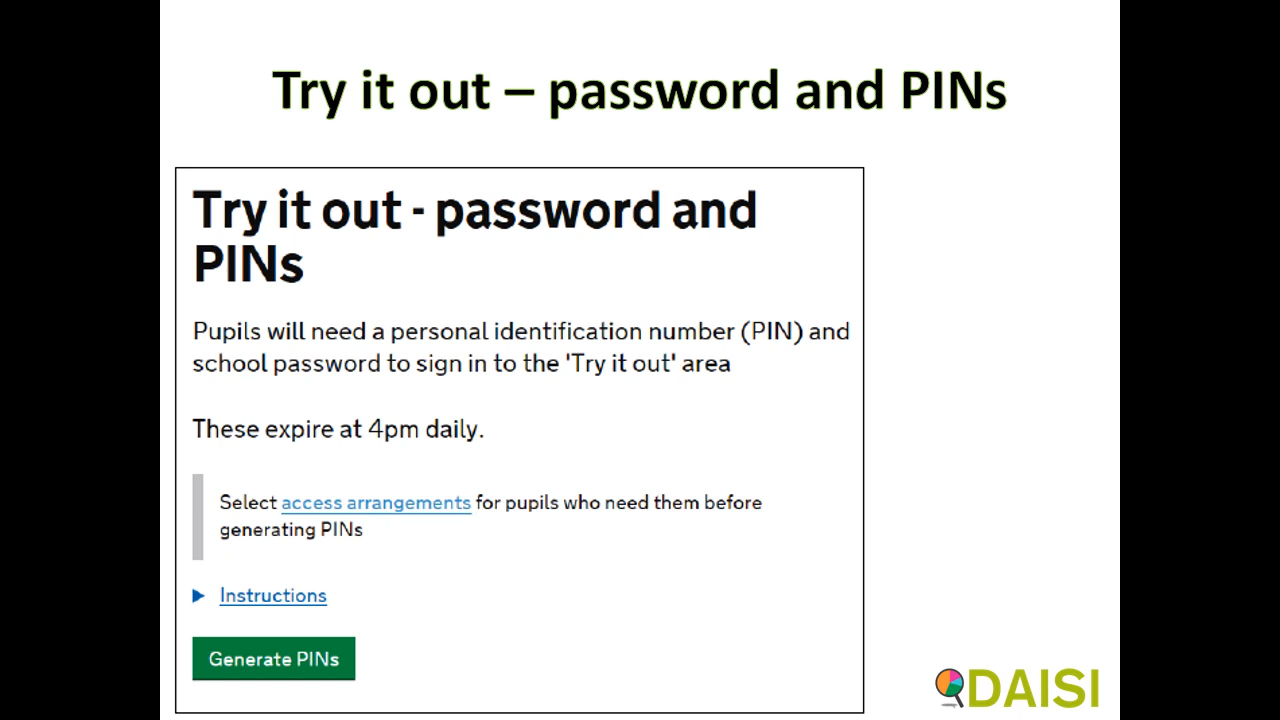 Try it out – password and PINs
Try it out - password and
PINs
Pupils will need a personal identification number (PIN) and
school password to sign in to the 'Try it out' area
These expire at 4pm daily.
Select access arrangements for pupils who need them before
generating PINs
Instructions
Generate PINs
DAISI